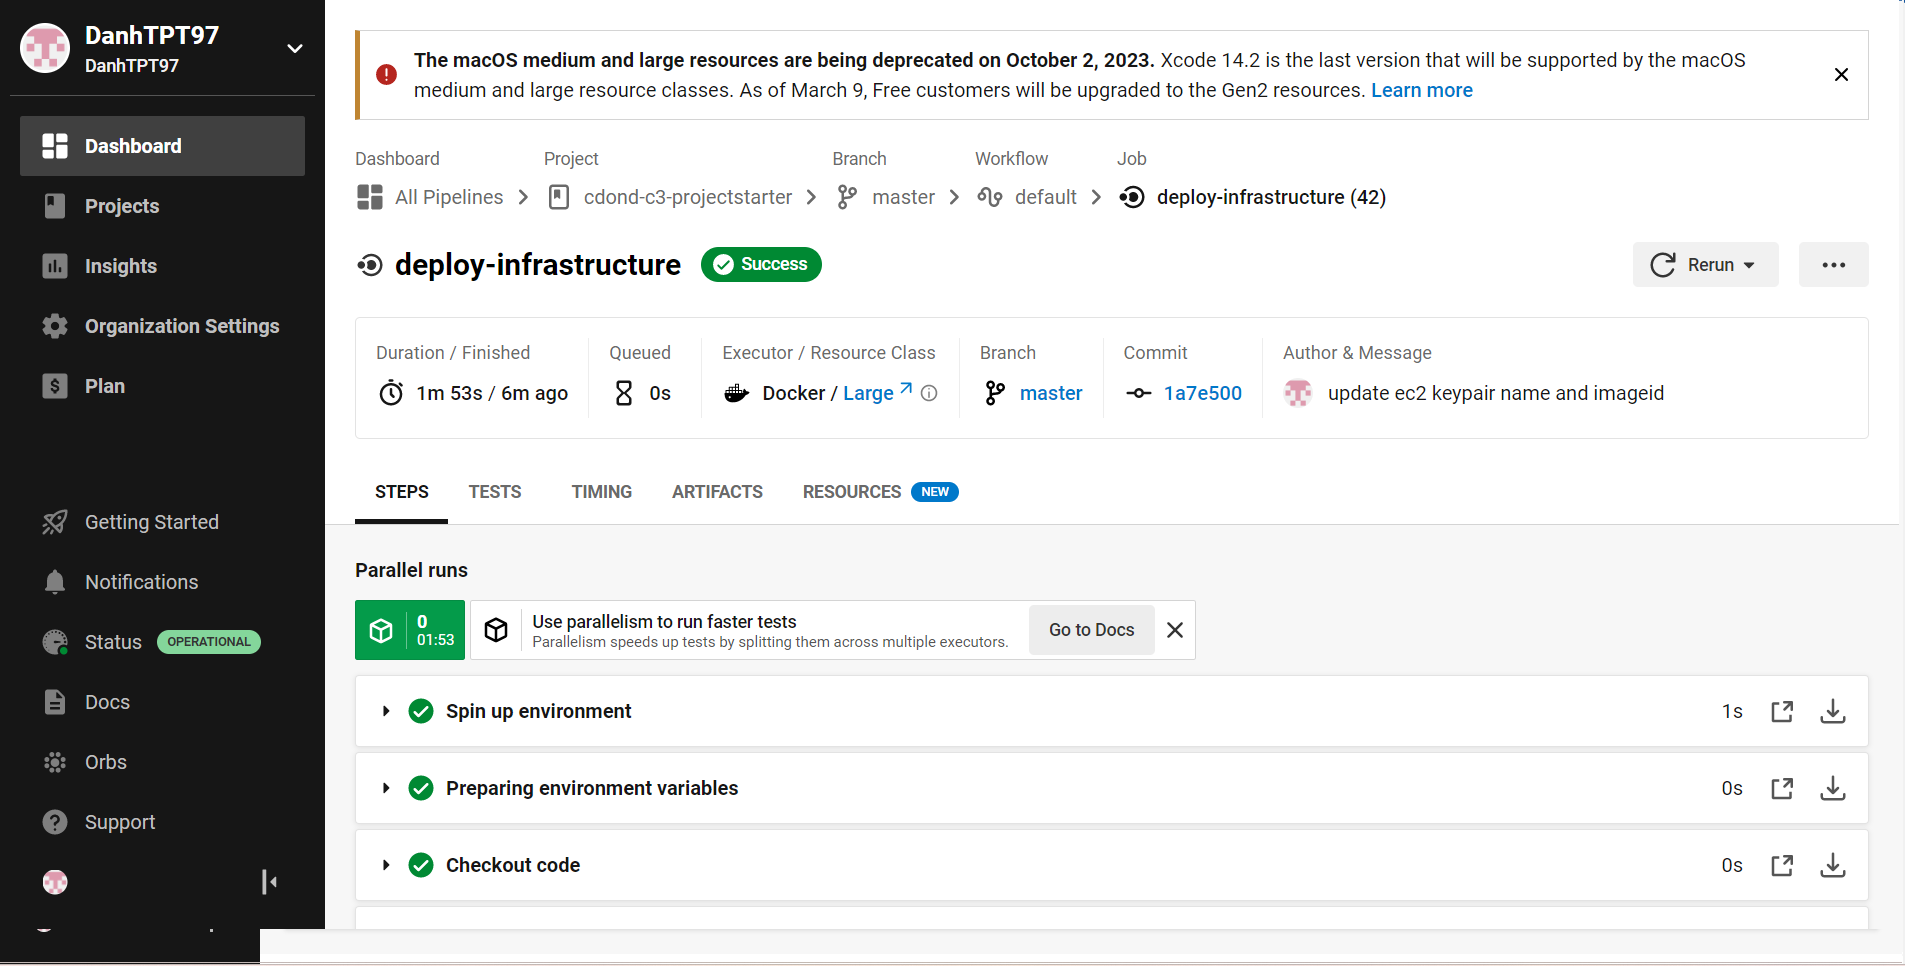 DanhTPT97
DanhTPT97
Dashboard
Projects
Insights
Organization Settings
Plan
Getting Started
Notifications
Status OPERATIONAL
Docs
Orbs
Support
The macOS medium and large resources are being deprecated on October 2, 2023. Xcode 14.2 is the last version that will be supported by the macOS
medium and large resource classes. As of March 9, Free customers will be upgraded to the Gen2 resources. Learn more
Dashboard Project Branch Workflow Job
All Pipelines cdond-c3-projectstarter master default deploy-infrastructure (42)
deploy-infrastructure Success Rerun
Duration / Finished Queued Executor / Resource Class Branch Commit Author & Message
1m 53s / 6m ago 0s Docker / Large master 1a7e500 update ec2 keypair name and imageid
STEPS TESTS TIMING ARTIFACTS RESOURCES NEW
Parallel runs
0
01:53
Use parallelism to run faster tests
Parallelism speeds up tests by splitting them across multiple executors.
Go to Docs
Spin up environment 1s
Preparing environment variables 0s
Checkout code 0s